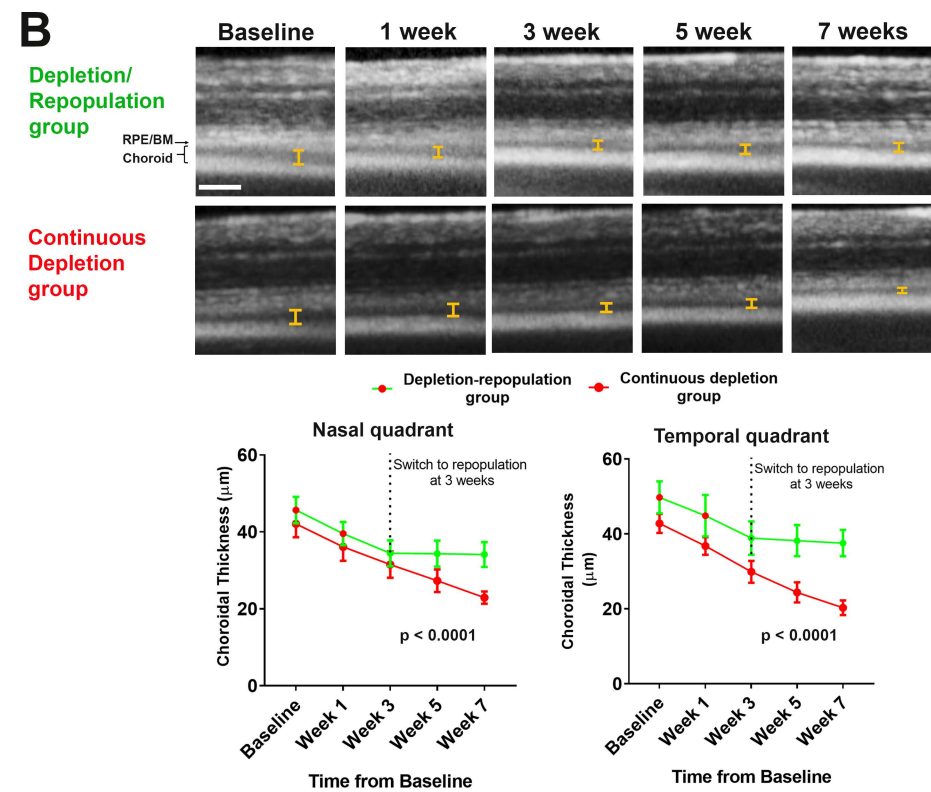 B
Baseline
1 week
3 week
5 week
7 weeks
Depletion/
Repopulation
group
RPE/BM
Choroid
Continuous
Depletion
group
Depletion-repopulation
group
Continuous depletion
group
Nasal quadrant
Switch to repopulation
at 3 weeks
Choroidal Thickness (μm)
60
40
20
0
p < 0.0001
Baseline
Week 1
Week 3
Week 5
Week 7
Time from Baseline
Temporal quadrant
Switch to repopulation
at 3 weeks
Choroidal Thickness
(μm)
60
40
20
0
p < 0.0001
Baseline
Week 1
Week 3
Week 5
Week 7
Time from Baseline